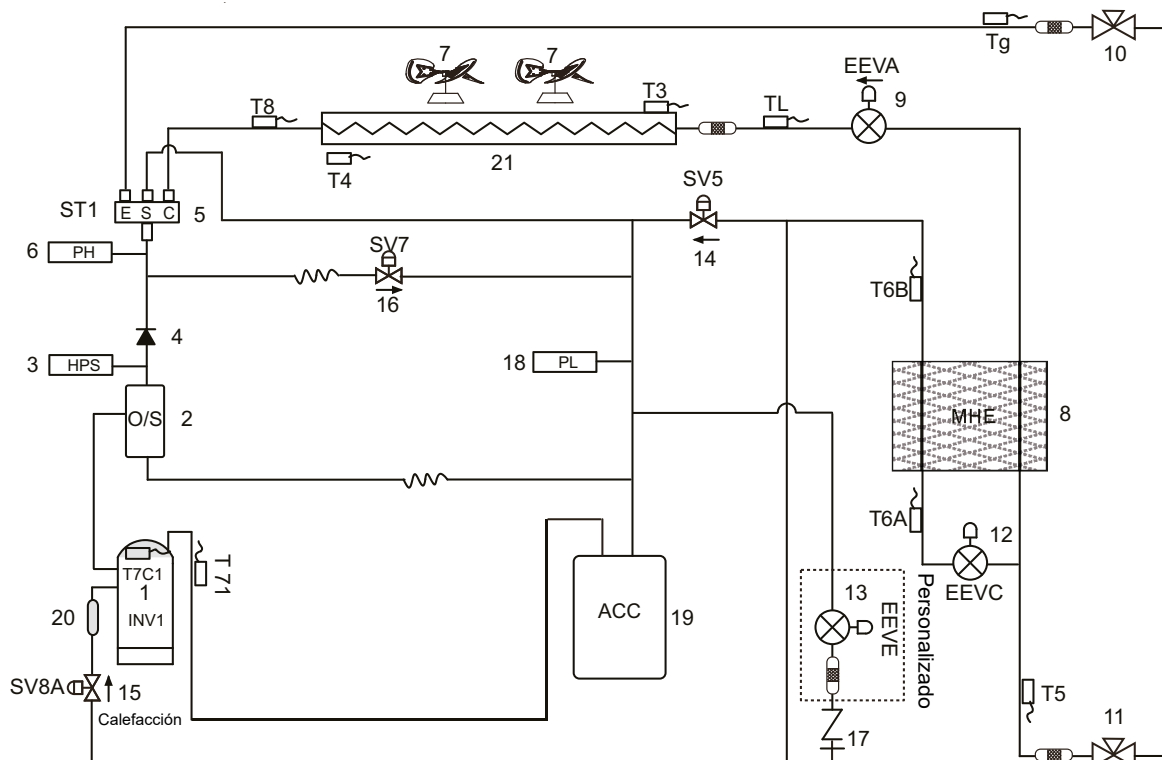 Tg
10
7
7
EEVA
T3
T8
TL
9
T4
21
SV5
ST1
E S C
5
6
PH
SV7
14
16
T6B
4
3
HPS
18
PL
O/S
2
MHE
8
T6A
12
T 71
T7C1
1
INV1
EEVC
13
20
ACC
19
EEVE
Personalizado
SV8A
15
T5
Calefacción
17
11